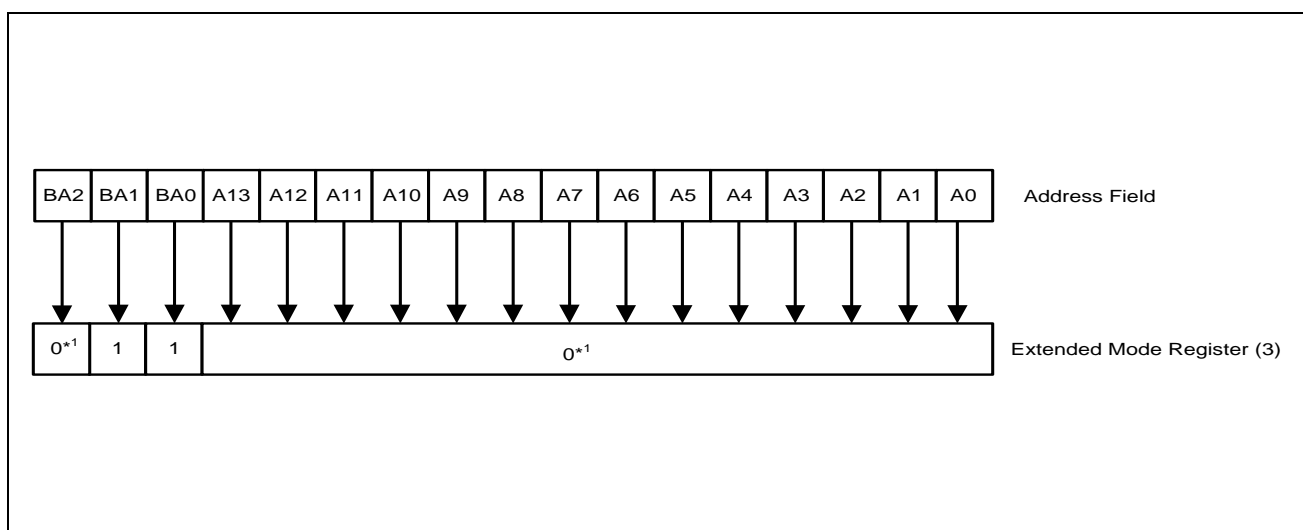 BA2 BA1 BA0 A13 A12 A11 A10 A9 A8 A7 A6 A5 A4 A3 A2 A1 A0 Address Field
0*1 1 1 0*1 Extended Mode Register (3)